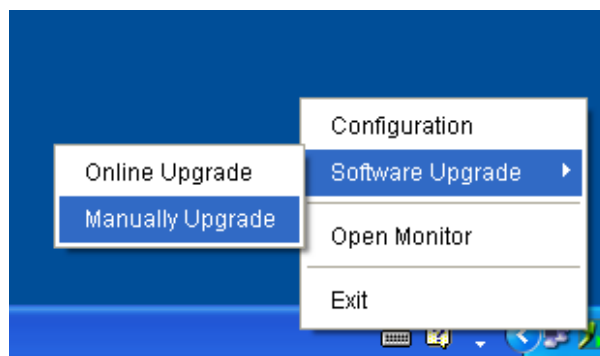 Configuration
Online Upgrade
Software Upgrade
Manually Upgrade
Open Monitor
Exit